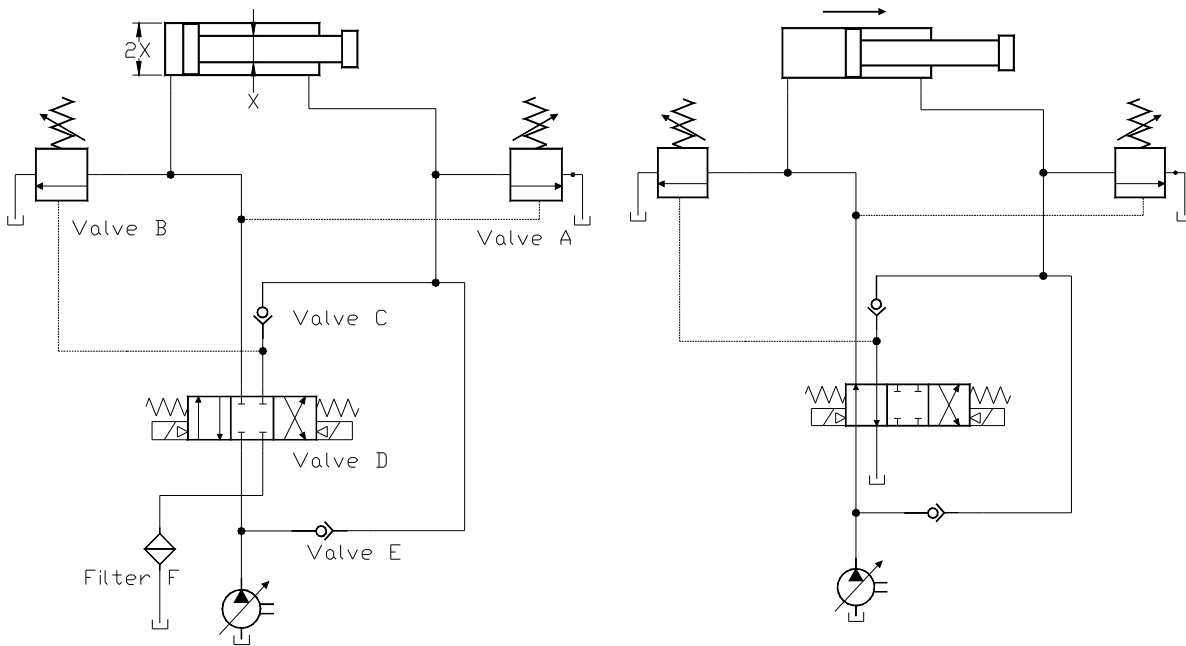 2X
X
Valve B
Valve A
Valve C
Valve D
Valve E
Filter F